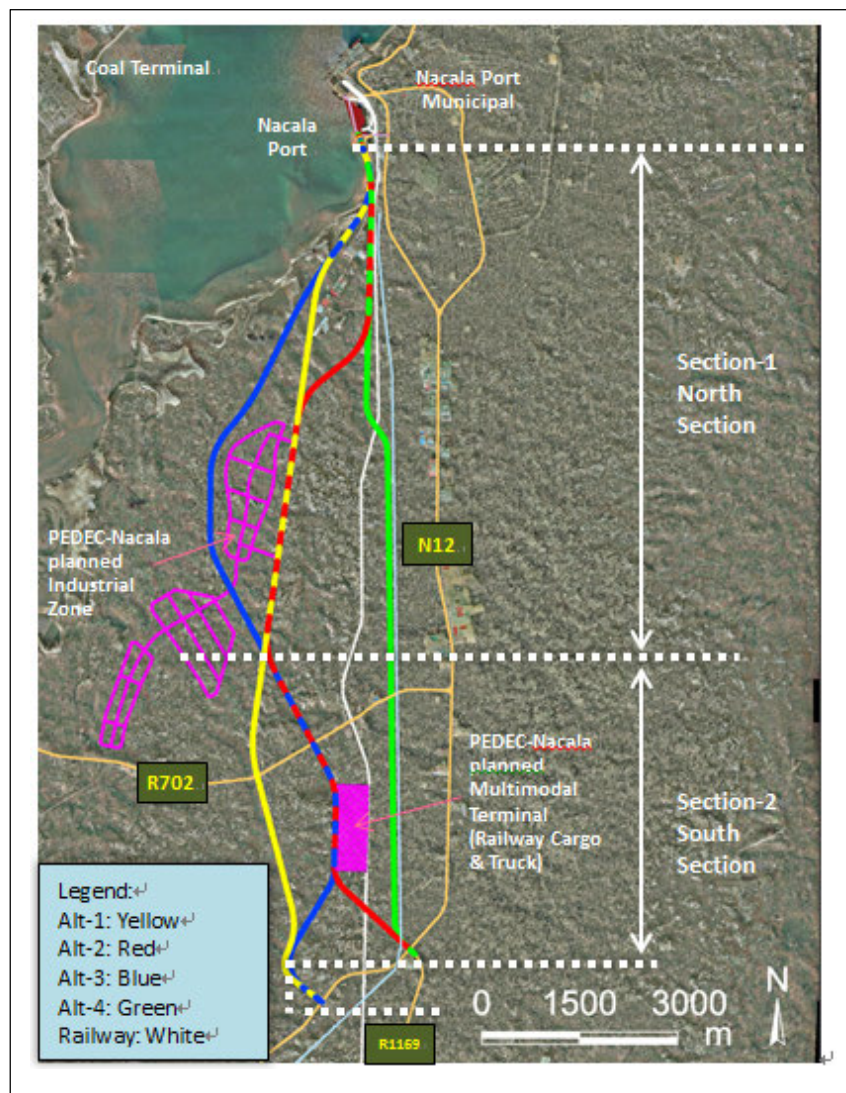 Coal Terminal
Nacala Port
Municipal
Nacala
Port
Section-1
North
Section
N12
PEDEC-Nacala
planned
Industrial
Zone
PEDEC-Nacala
planned
Multimodal
Terminal
(Railway Cargo
& Truck)
R702
Section-2
South
Section
Legend:↵
Alt-1: Yellow↵
Alt-2: Red↵
Alt-3: Blue↵
Alt-4: Green↵
Railway: White↵
N
0 1500 3000
m
R1169